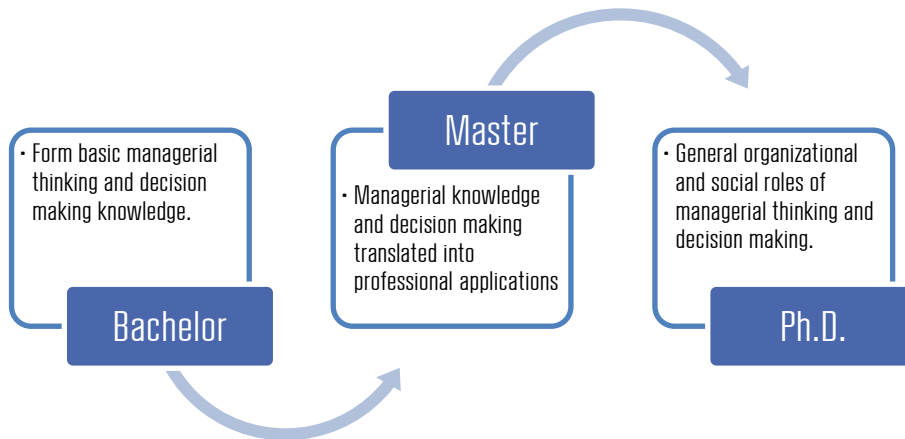 · Form basic managerial
thinking and decision
making knowledge.
Bachelor
Master
· Managerial knowledge
and decision making
translated into
professional applications
· General organizational
and social roles of
managerial thinking and
decision making.
Ph.D.